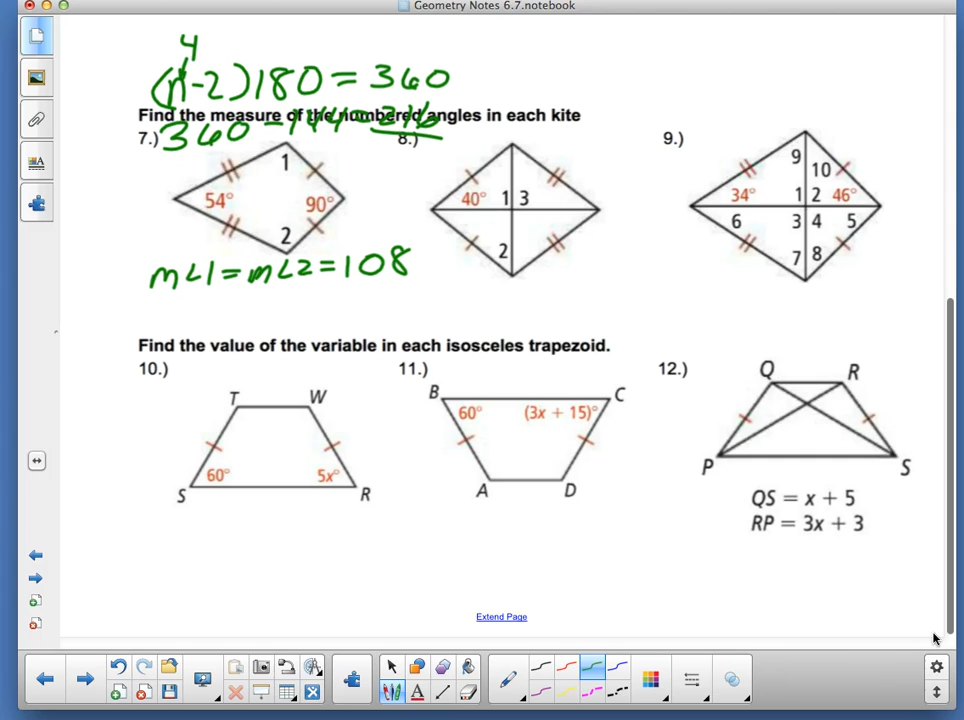 Geometry Notes 6.7.notebook
4
(n-2)180=360
Find the measure of the numbered angles in each kite
360-144=216
7.)
8.)
9.)
1
54°
90°
2
40° 1 3
2
9
10
34° 1 2 46°
6 3 4 5
7 8
m∠1=m∠2=108
Find the value of the variable in each isosceles trapezoid.
10.)
11.)
12.)
T W
60° 5x°
S R
B C
60° (3x + 15)°
A D
Q R
P S
QS = x + 5
RP = 3x + 3
Extend Page
A